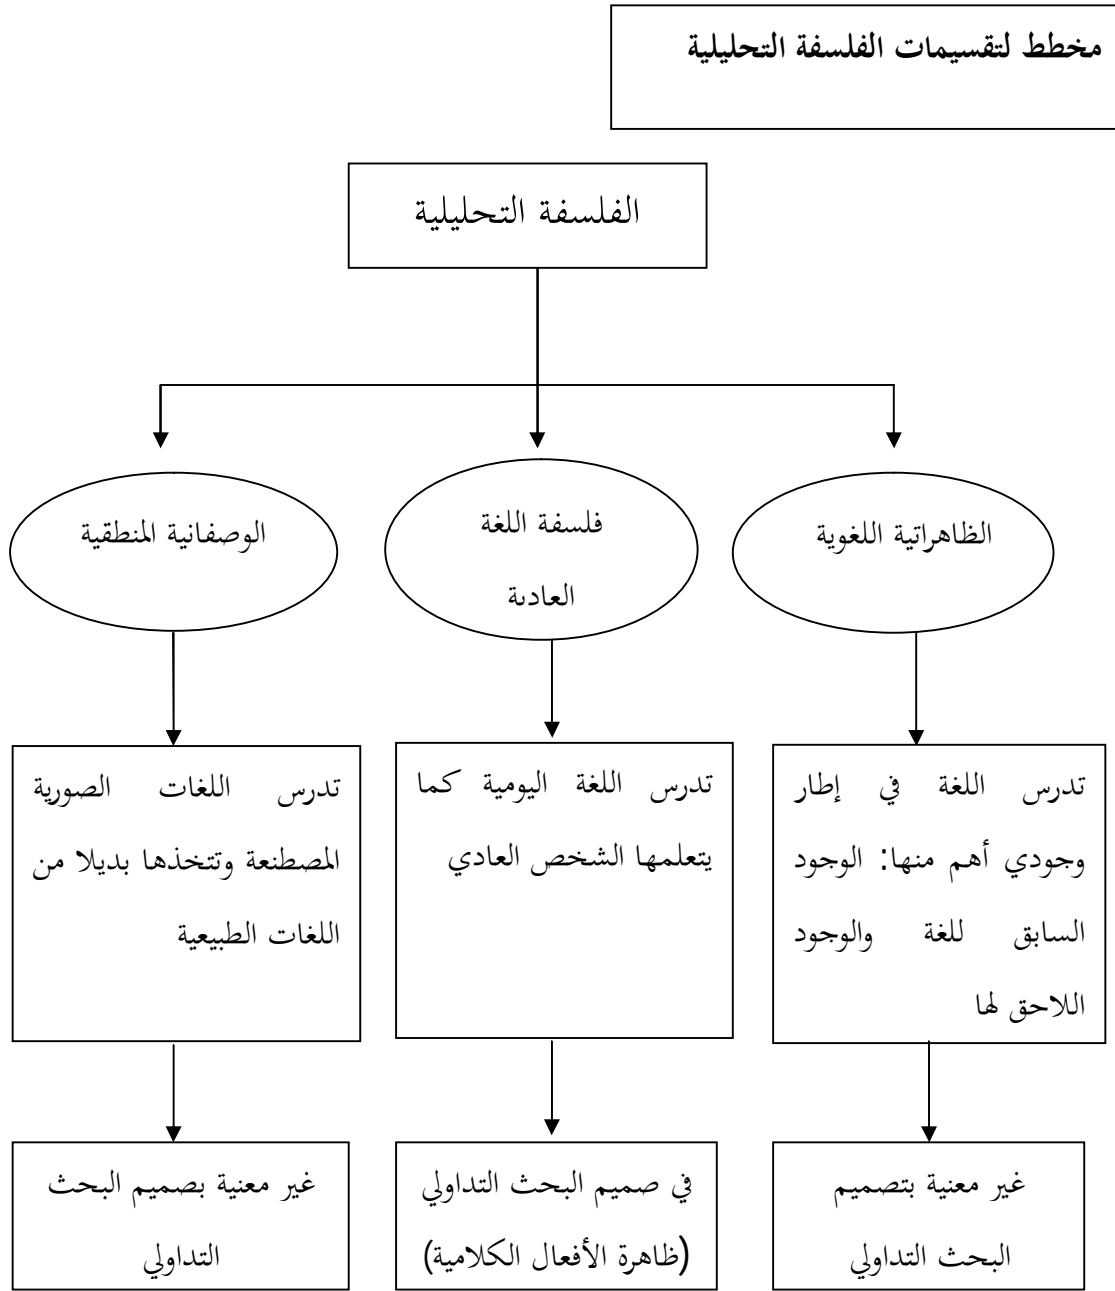 مخطط لتقسيمات الفلسفة التحليلية
الفلسفة التحليلية
الظاهراتية اللغوية
فلسفة اللغة
العادية
الوصفانية المنطقية
تدرس اللغة في إطار
وجودي أهم منها: الوجود
السابق للغة والوجود
اللاحق لها
تدرس اللغة اليومية كما
يتعلمها الشخص العادي
تدرس اللغات الصورية
المصطنعة وتتخذها بديلا من
اللغات الطبيعية
غير معنية بتصميم
البحث التداولي
في صميم البحث التداولي
(ظاهرة الأفعال الكلامية)
غير معنية بصميم البحث
التداولي